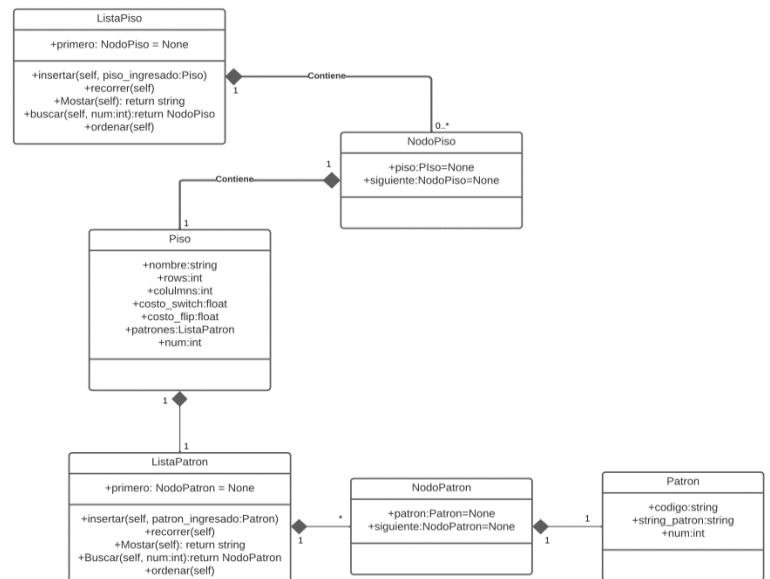 ListaPiso
+primero: NodoPiso = None
+insertar(self, piso_ingresado:Piso)
+recorrer(self)
+Mostar(self): return string
+buscar(self, num:int):return NodoPiso
+ordenar(self)
Contiene
1
0..*
NodoPiso
+piso:PIso=None
+siguiente:NodoPiso=None
1
Contiene
1
Piso
+nombre:string
+rows:int
+colulmns:int
+costo_switch:float
+costo_flip:float
+patrones:ListaPatron
+num:int
1
1
ListaPatron
+primero: NodoPatron = None
+insertar(self, patron_ingresado:Patron)
+recorrer(self)
+Mostar(self): return string
+Buscar(self, num:int):return NodoPatron
+ordenar(self)
1
*
NodoPatron
+patron:Patron=None
+siguiente:NodoPatron=None
1
1
Patron
+codigo:string
+string_patron:string
+num:int